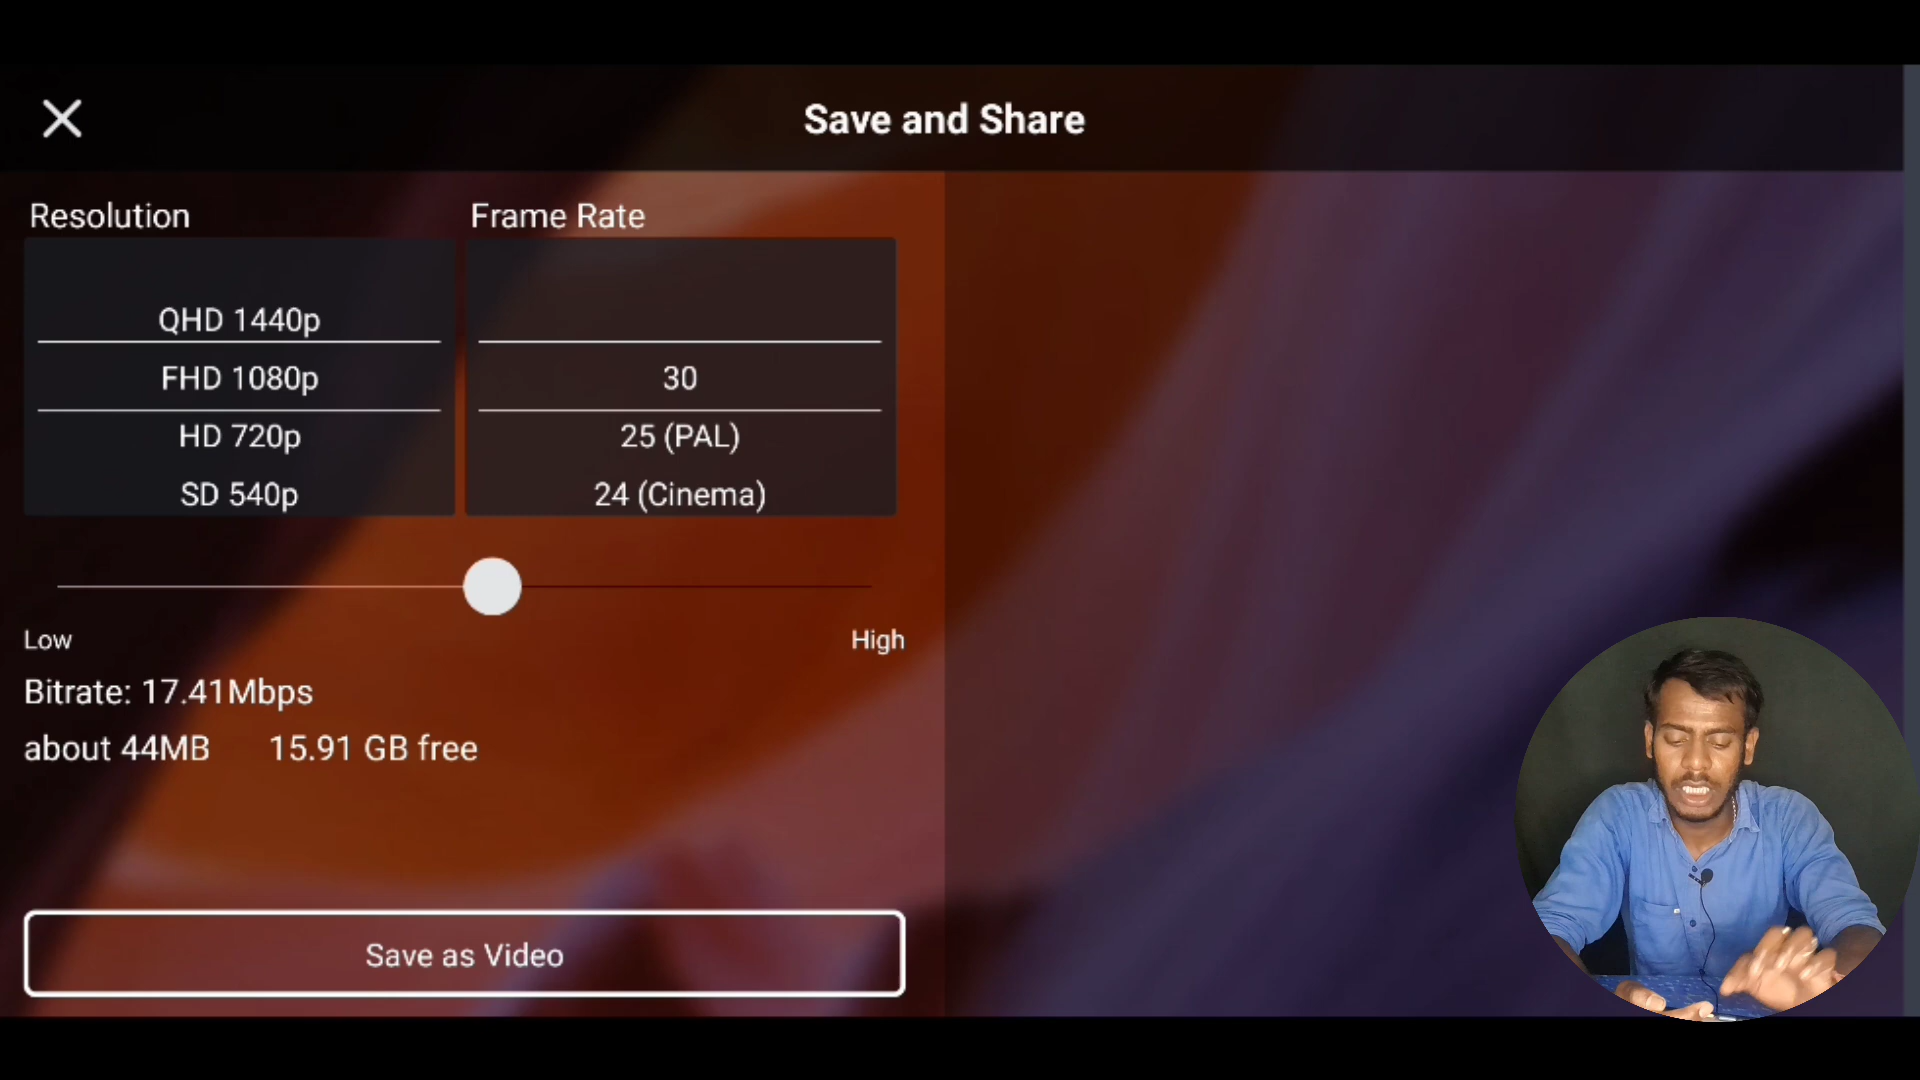 Save and Share
Resolution
QHD 1440p
FHD 1080p
HD 720p
SD 540p
Frame Rate
30
25 (PAL)
24 (Cinema)
Low High
Bitrate: 17.41Mbps
about 44MB 15.91 GB free
Save as Video